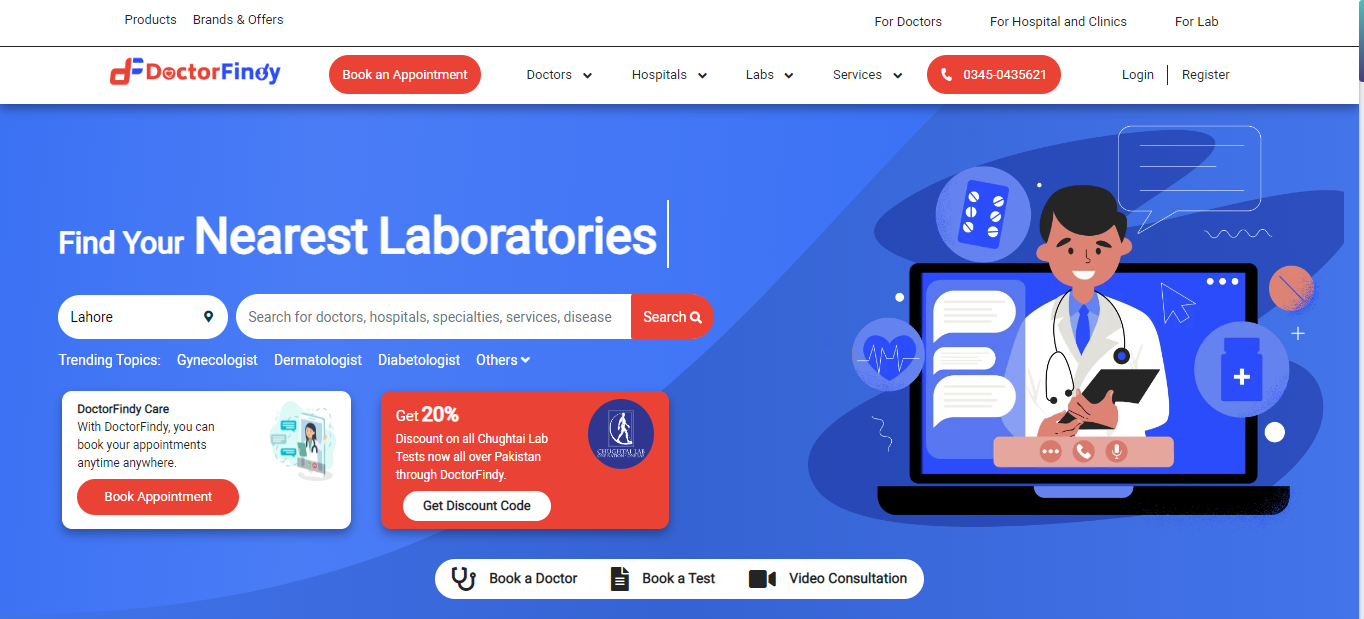 Products Brands & Offers For Doctors For Hospital and Clinics For Lab
DoctorFindy Book an Appointment Doctors Hospitals Labs Services 0345-0435621 Login Register
Find Your Nearest Laboratories
Lahore Search for doctors, hospitals, specialties, services, disease Search
Trending Topics: Gynecologist Dermatologist Diabetologist Others
DoctorFindy Care
With DoctorFindy, you can
book your appointments
anytime anywhere.
Book Appointment
Get 20%
Discount on all Chughtai Lab
Tests now all over Pakistan
through DoctorFindy.
Get Discount Code
CHUGHTAI LAB
Book a Doctor Book a Test Video Consultation